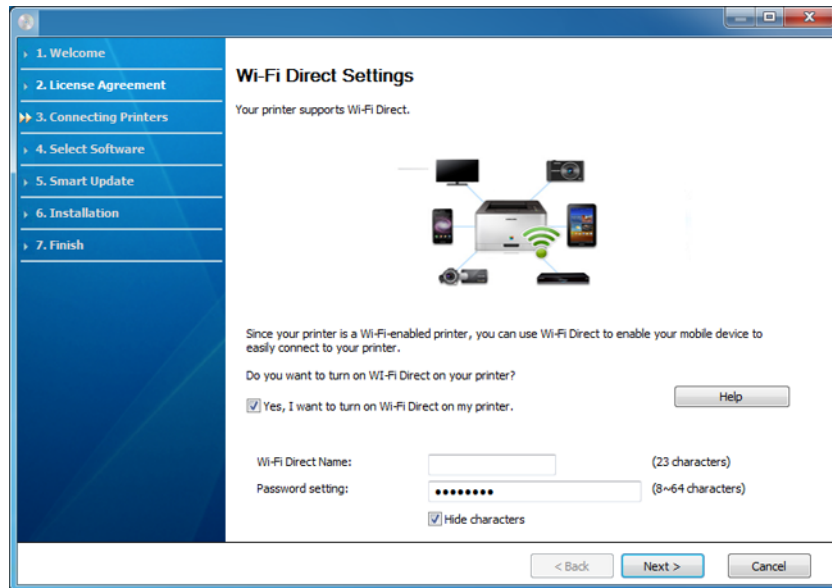 1. Welcome
2. License Agreement
3. Connecting Printers
4. Select Software
5. Smart Update
6. Installation
7. Finish
Wi-Fi Direct Settings
Your printer supports Wi-Fi Direct.
Since your printer is a Wi-Fi-enabled printer, you can use Wi-Fi Direct to enable your mobile device to
easily connect to your printer.
Do you want to turn on WI-Fi Direct on your printer?
Yes, I want to turn on Wi-Fi Direct on my printer.
Help
Wi-Fi Direct Name: (23 characters)
Password setting: •••••••• (8~64 characters)
Hide characters
< Back Next > Cancel